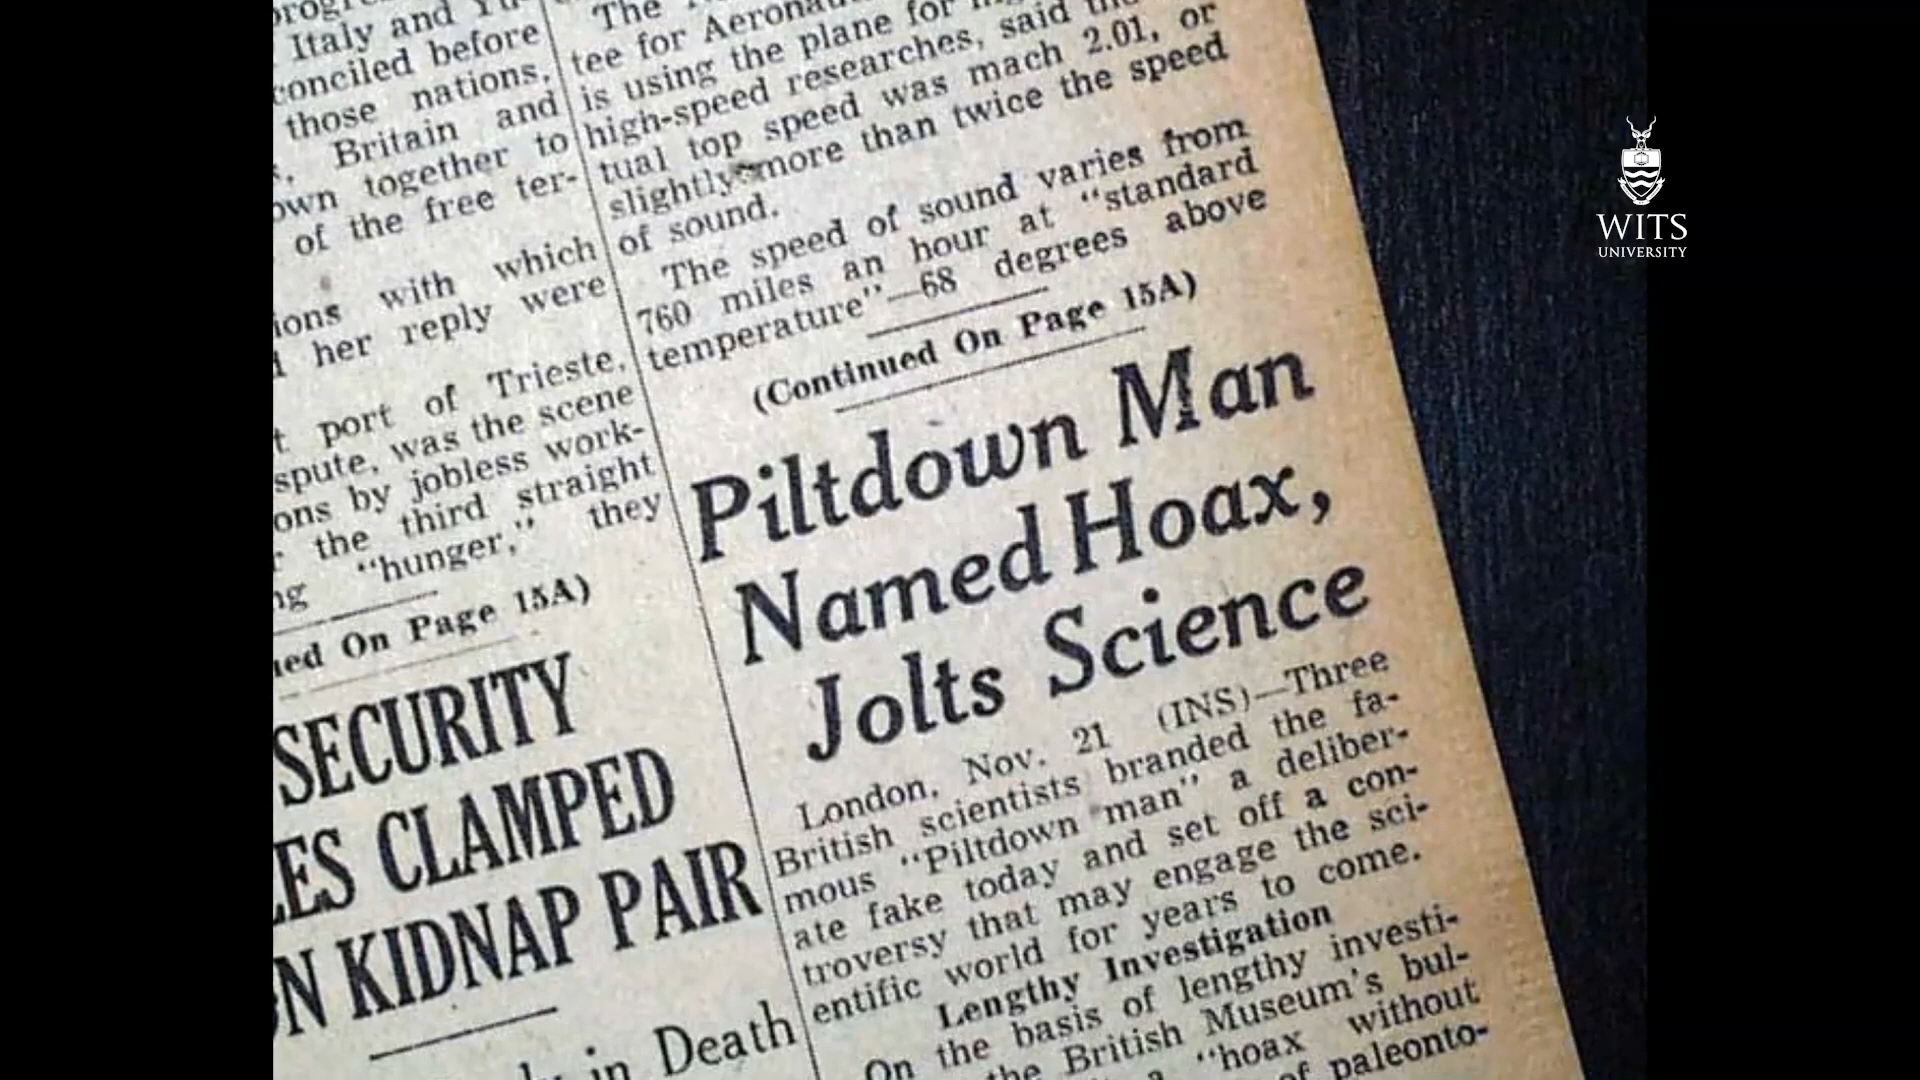 Italy and
conciled before
those nations,
Britain and
own together to
of the free ter-
ions with which
her reply were
port of Trieste,
spute, was the scene
ons by jobless work-
the third straight
"hunger," they
ed On Page 15A)
SECURITY
ES CLAMPED
N KIDNAP PAIR
in Death
The
tee for
is using the plane for
high-speed researches, said
tual top speed was mach 2.01, or
slightly more than twice the speed
of sound.
The speed of sound varies from
760 miles an hour at "standard
temperature"—68 degrees above
(Continued On Page 15A)
Piltdown Man
Named Hoax,
Jolts Science
London, Nov. 21 (INS)—Three
British scientists branded the fa-
mous "Piltdown man" a deliber-
ate fake today and set off a con-
troversy that may engage the sci-
entific world for years to come.
Lengthy Investigation
On the basis of lengthy investi-
the British Museum's bul-
"hoax without
of paleonto-
WITS
UNIVERSITY